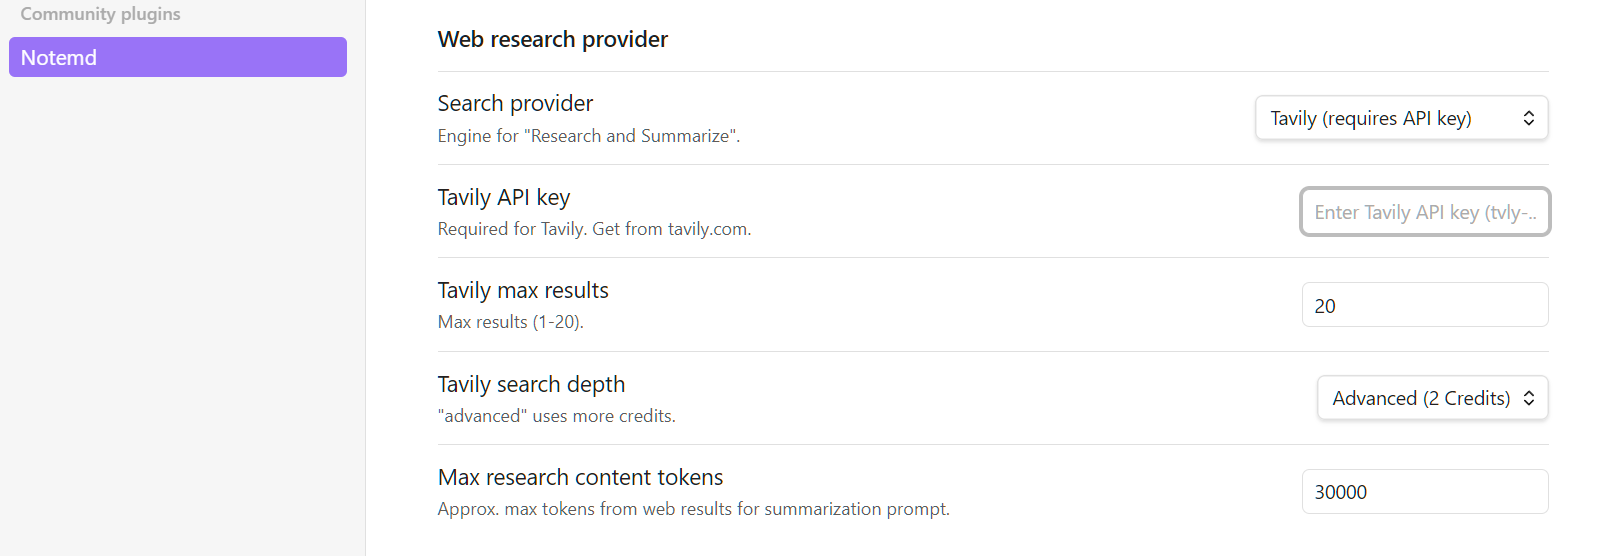 Community plugins
Notemd
Web research provider
Search provider
Engine for "Research and Summarize".
Tavily (requires API key)
Tavily API key
Required for Tavily. Get from tavily.com.
Enter Tavily API key (tvly-..
Tavily max results
Max results (1-20).
20
Tavily search depth
"advanced" uses more credits.
Advanced (2 Credits)
Max research content tokens
Approx. max tokens from web results for summarization prompt.
30000